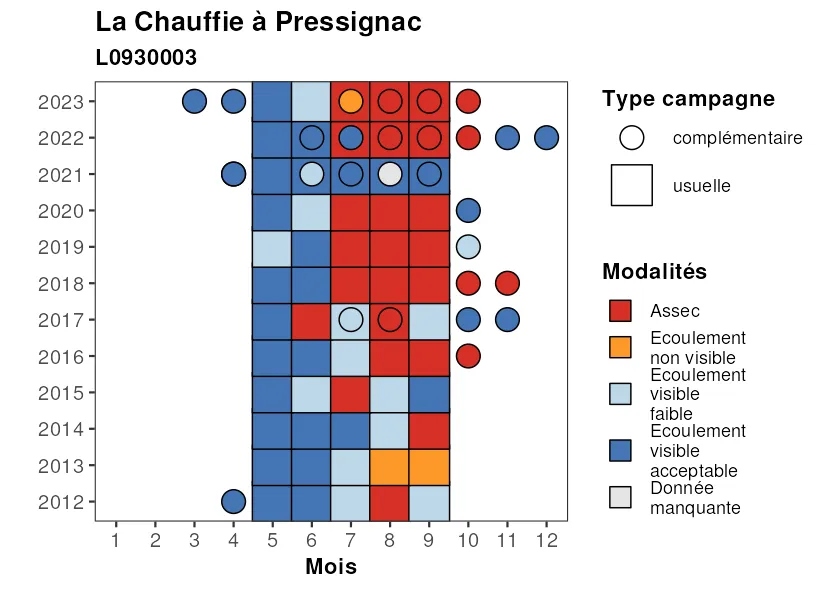 La Chauffie à Pressignac
L0930003
2023
2022
2021
2020
2019
2018
2017
2016
2015
2014
2013
2012
1 2 3 4 5 6 7 8 9 10 11 12
Mois
Type campagne
complémentaire
usuelle
Modalités
Assec
Ecoulement
non visible
Ecoulement
visible
faible
Ecoulement
visible
acceptable
Donnée
manquante